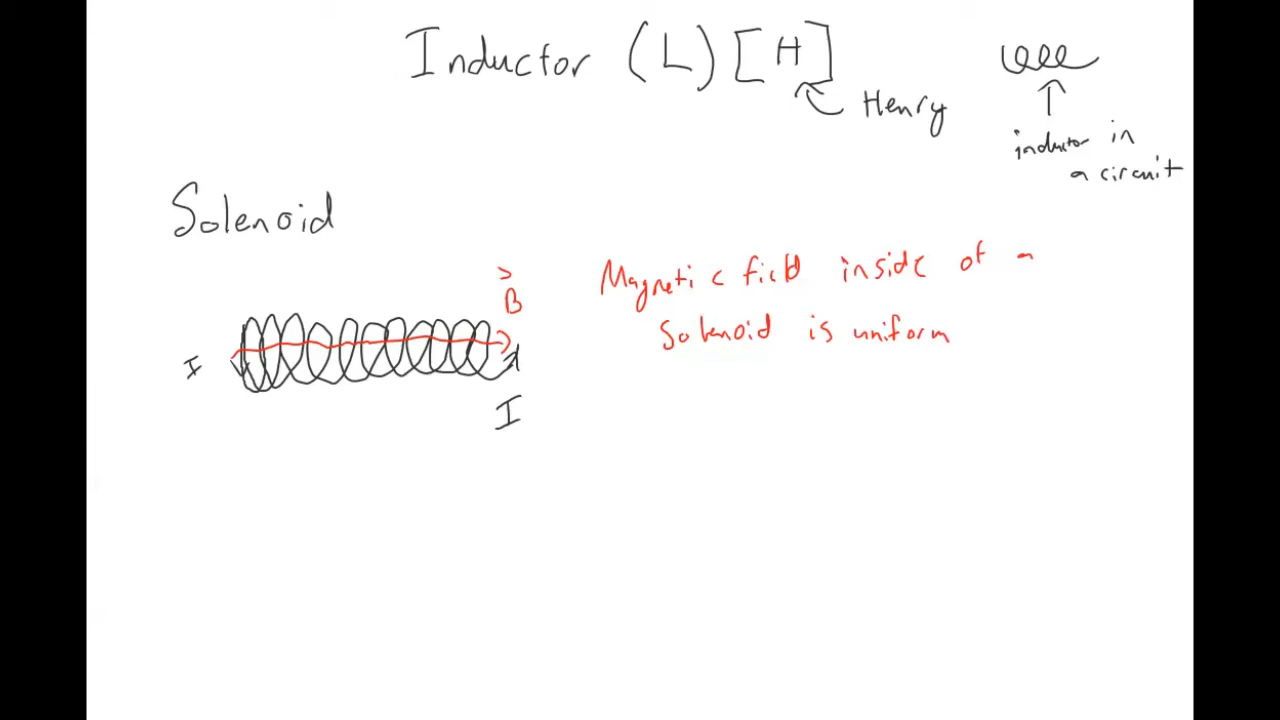 Inductor (L) [H]
Henry
inductor in
a circuit
Solenoid
B
I
I
Magnetic field inside of a
Solenoid is uniform